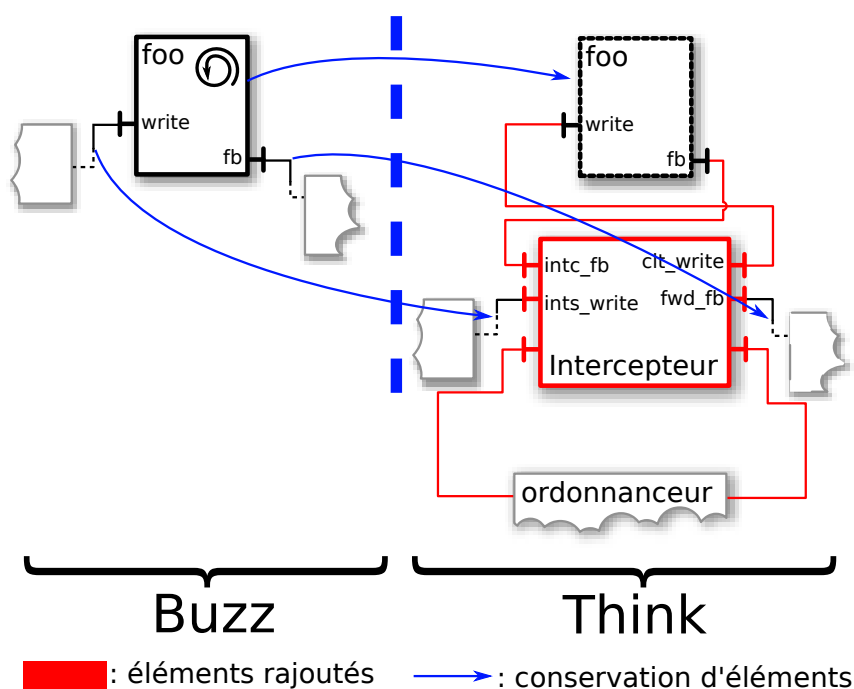 foo
write
fb
foo
write
fb
intc_fb
clt_write
ints_write
fwd_fb
Intercepteur
ordonnanceur
Buzz
Think
: éléments rajoutés
: conservation d'éléments